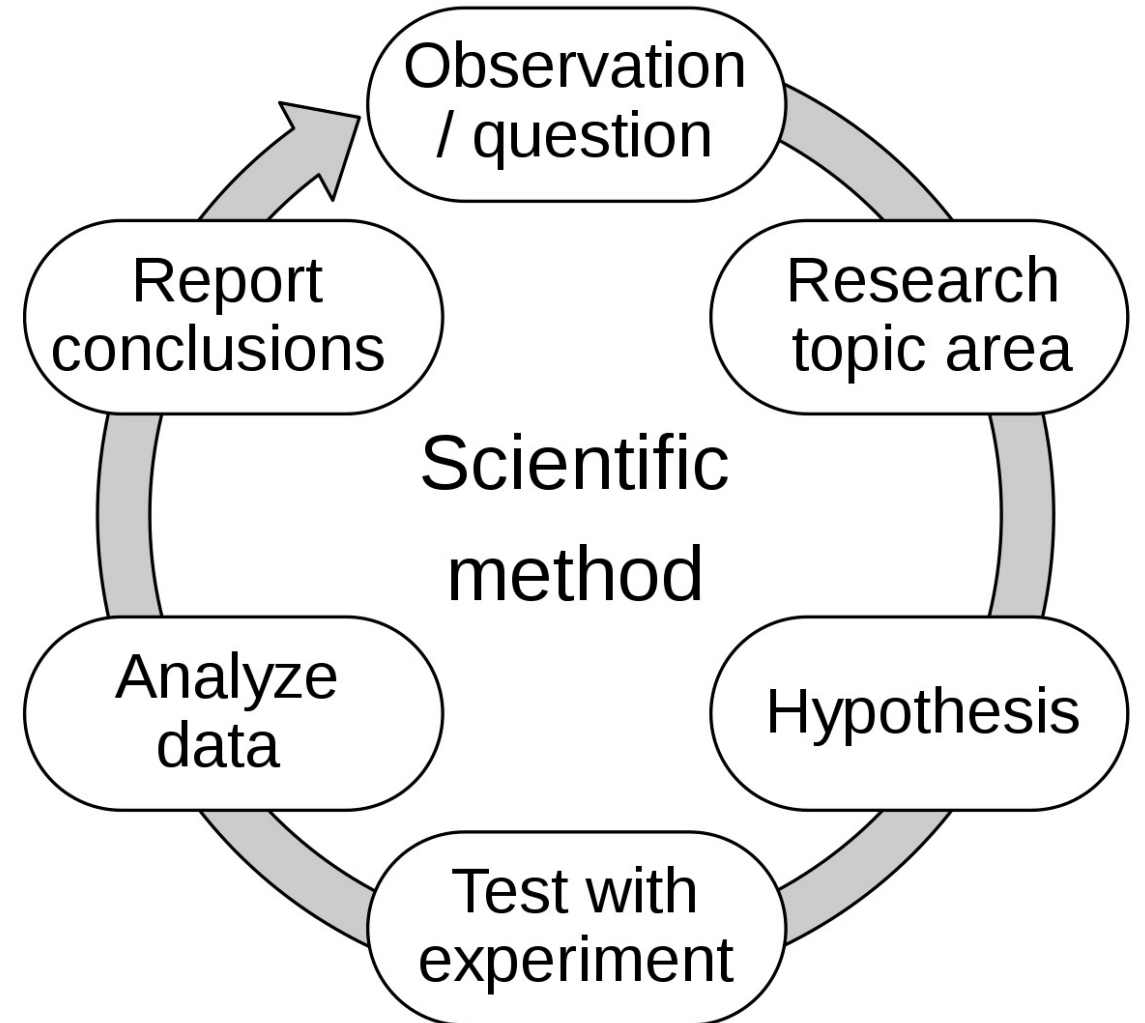 Observation
/ question
Research
topic area
Hypothesis
Test with
experiment
Analyze
data
Report
conclusions
Scientific
method